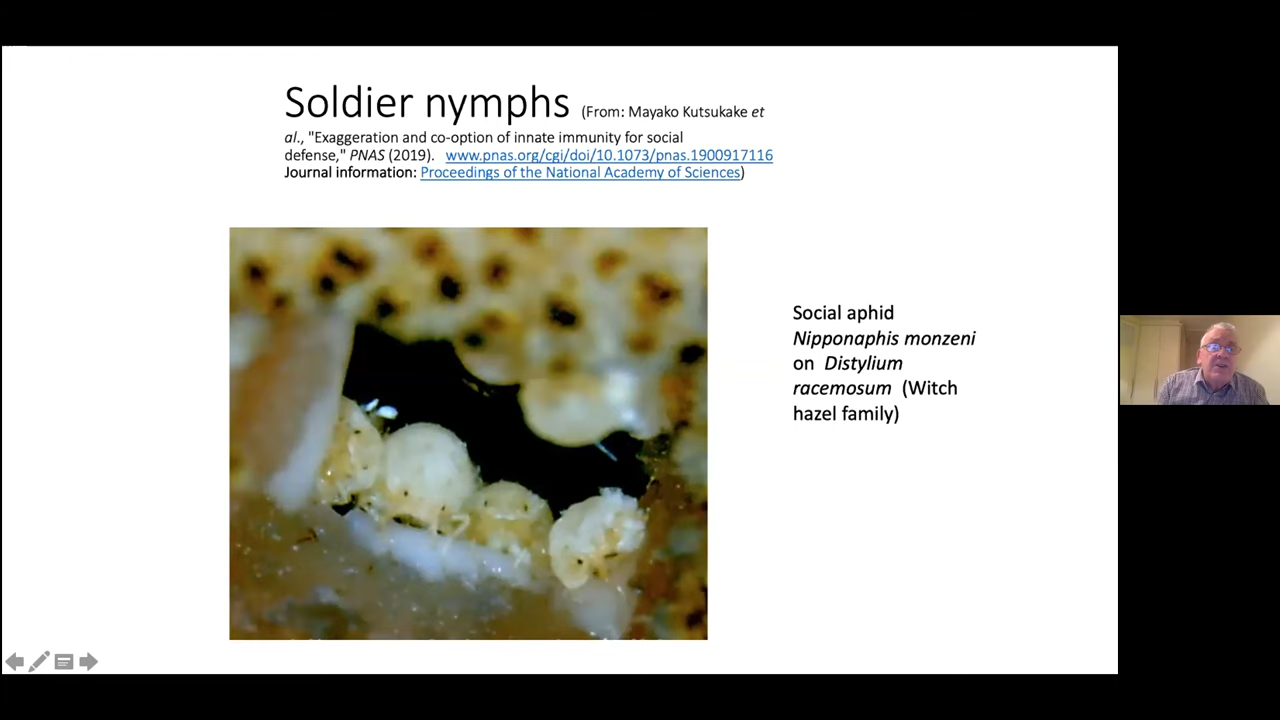 Soldier nymphs (From: Mayako Kutsukake et
al., "Exaggeration and co-option of innate immunity for social
defense," PNAS (2019). www.pnas.org/cgi/doi/10.1073/pnas.1900917116
Journal information: Proceedings of the National Academy of Sciences)
Social aphid
Nipponaphis monzeni
on Distylium
racemosum (Witch
hazel family)